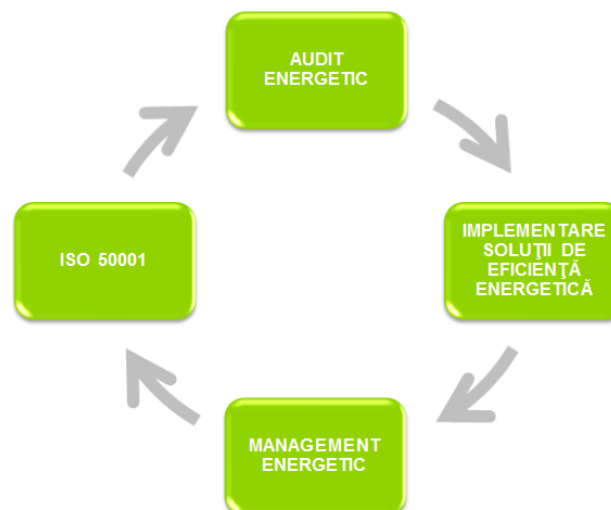 AUDIT
ENERGETIC
IMPLEMENTARE
SOLUŢII DE
EFICIENŢĂ
ENERGETICĂ
MANAGEMENT
ENERGETIC
ISO 50001